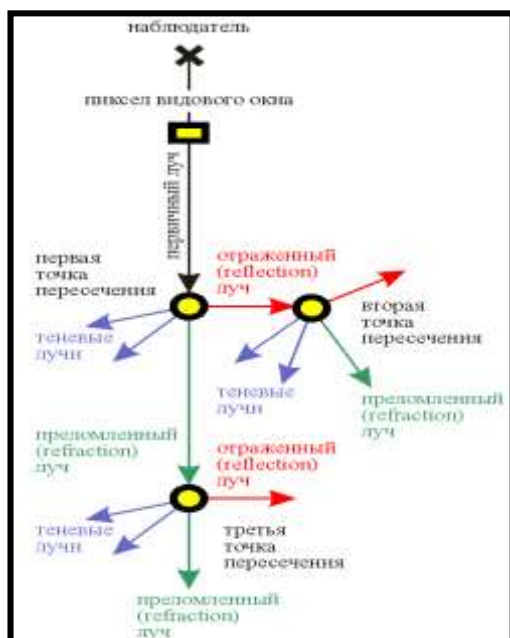 наблюдатель
пиксел видового окна
первичный луч
первая
точка
пересечения
отраженный
(reflection)
луч
вторая
точка
пересечения
теневые
лучи
теневые
лучи
преломленный
(refraction)
луч
преломленный
(refraction)
луч
отраженный
(reflection)
луч
теневые
лучи
третья
точка
пересечения
преломленный
(refraction)
луч